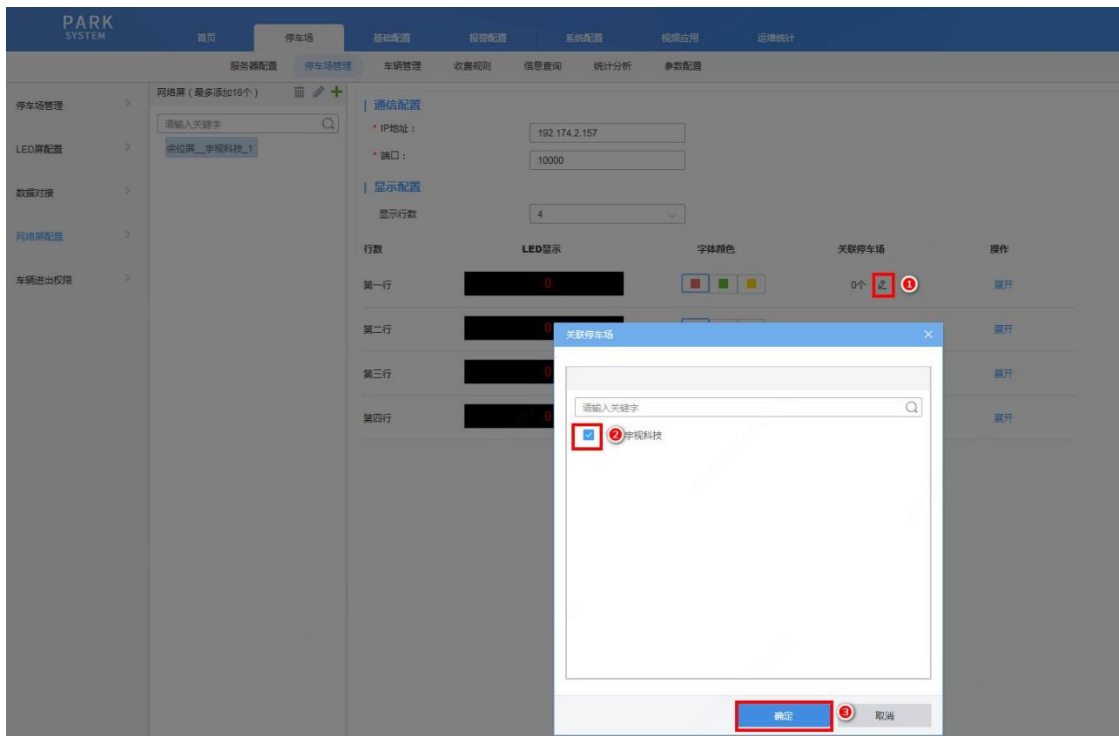 PARK
SYSTEM
首页 停车场 基础配置 报警配置 系统配置 视频应用 运维统计
服务器配置 停车场管理 车辆管理 收费规则 信息查询 统计分析 参数配置
停车场管理
LED屏配置
数据对接
网络屏配置
车辆进出权限
网络屏（最多添加16个）
请输入关键字
余位屏__宇视科技_1
通信配置
* IP地址： 192.174.2.157
* 端口： 10000
显示配置
显示行数 4
行数 LED显示 字体颜色 关联停车场 操作
第一行 0 0个 1 展开
第二行 0 展开
第三行 0 展开
第四行 0 展开
关联停车场
请输入关键字
2 宇视科技
确定 3 取消